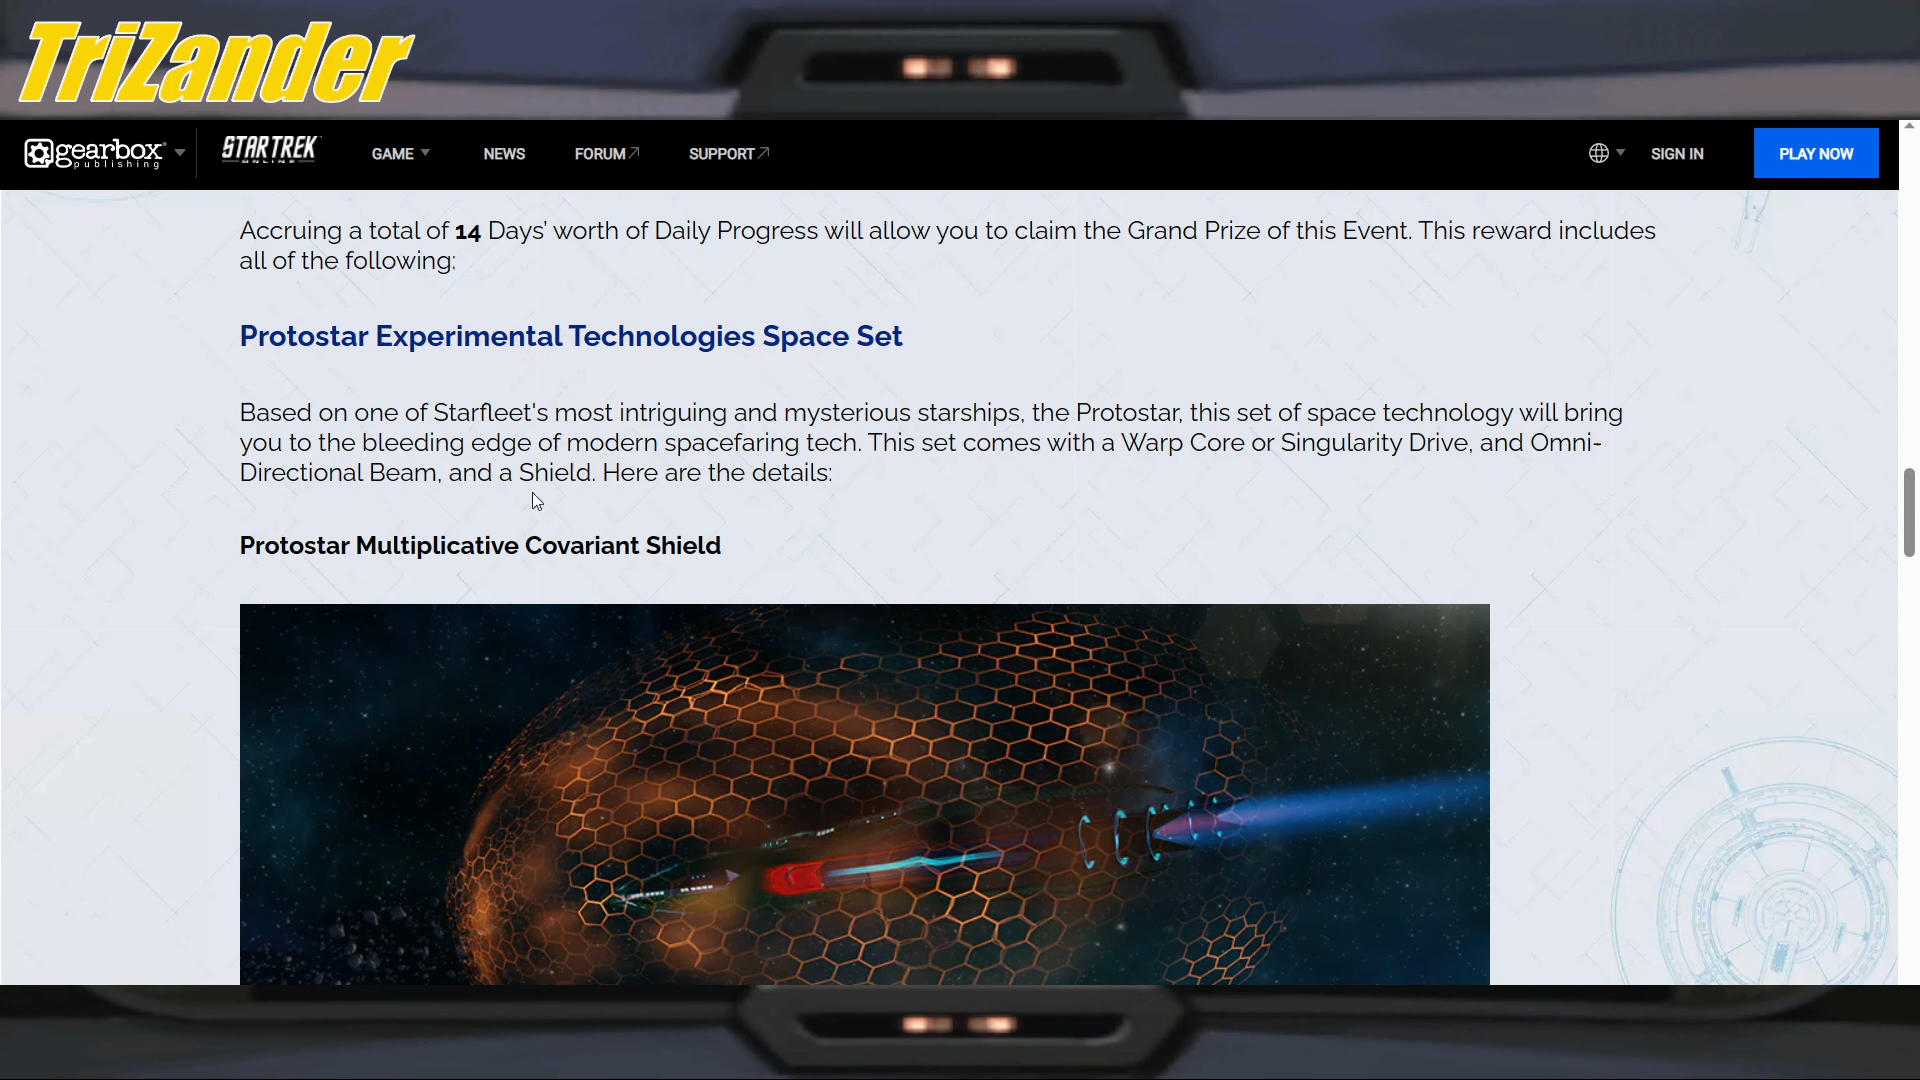 TriZander
gearbox publishing
STAR TREK ONLINE
GAME
NEWS
FORUM
SUPPORT
SIGN IN
PLAY NOW
Accruing a total of 14 Days' worth of Daily Progress will allow you to claim the Grand Prize of this Event. This reward includes
all of the following:
Protostar Experimental Technologies Space Set
Based on one of Starfleet's most intriguing and mysterious starships, the Protostar, this set of space technology will bring
you to the bleeding edge of modern spacefaring tech. This set comes with a Warp Core or Singularity Drive, and Omni-
Directional Beam, and a Shield. Here are the details:
Protostar Multiplicative Covariant Shield